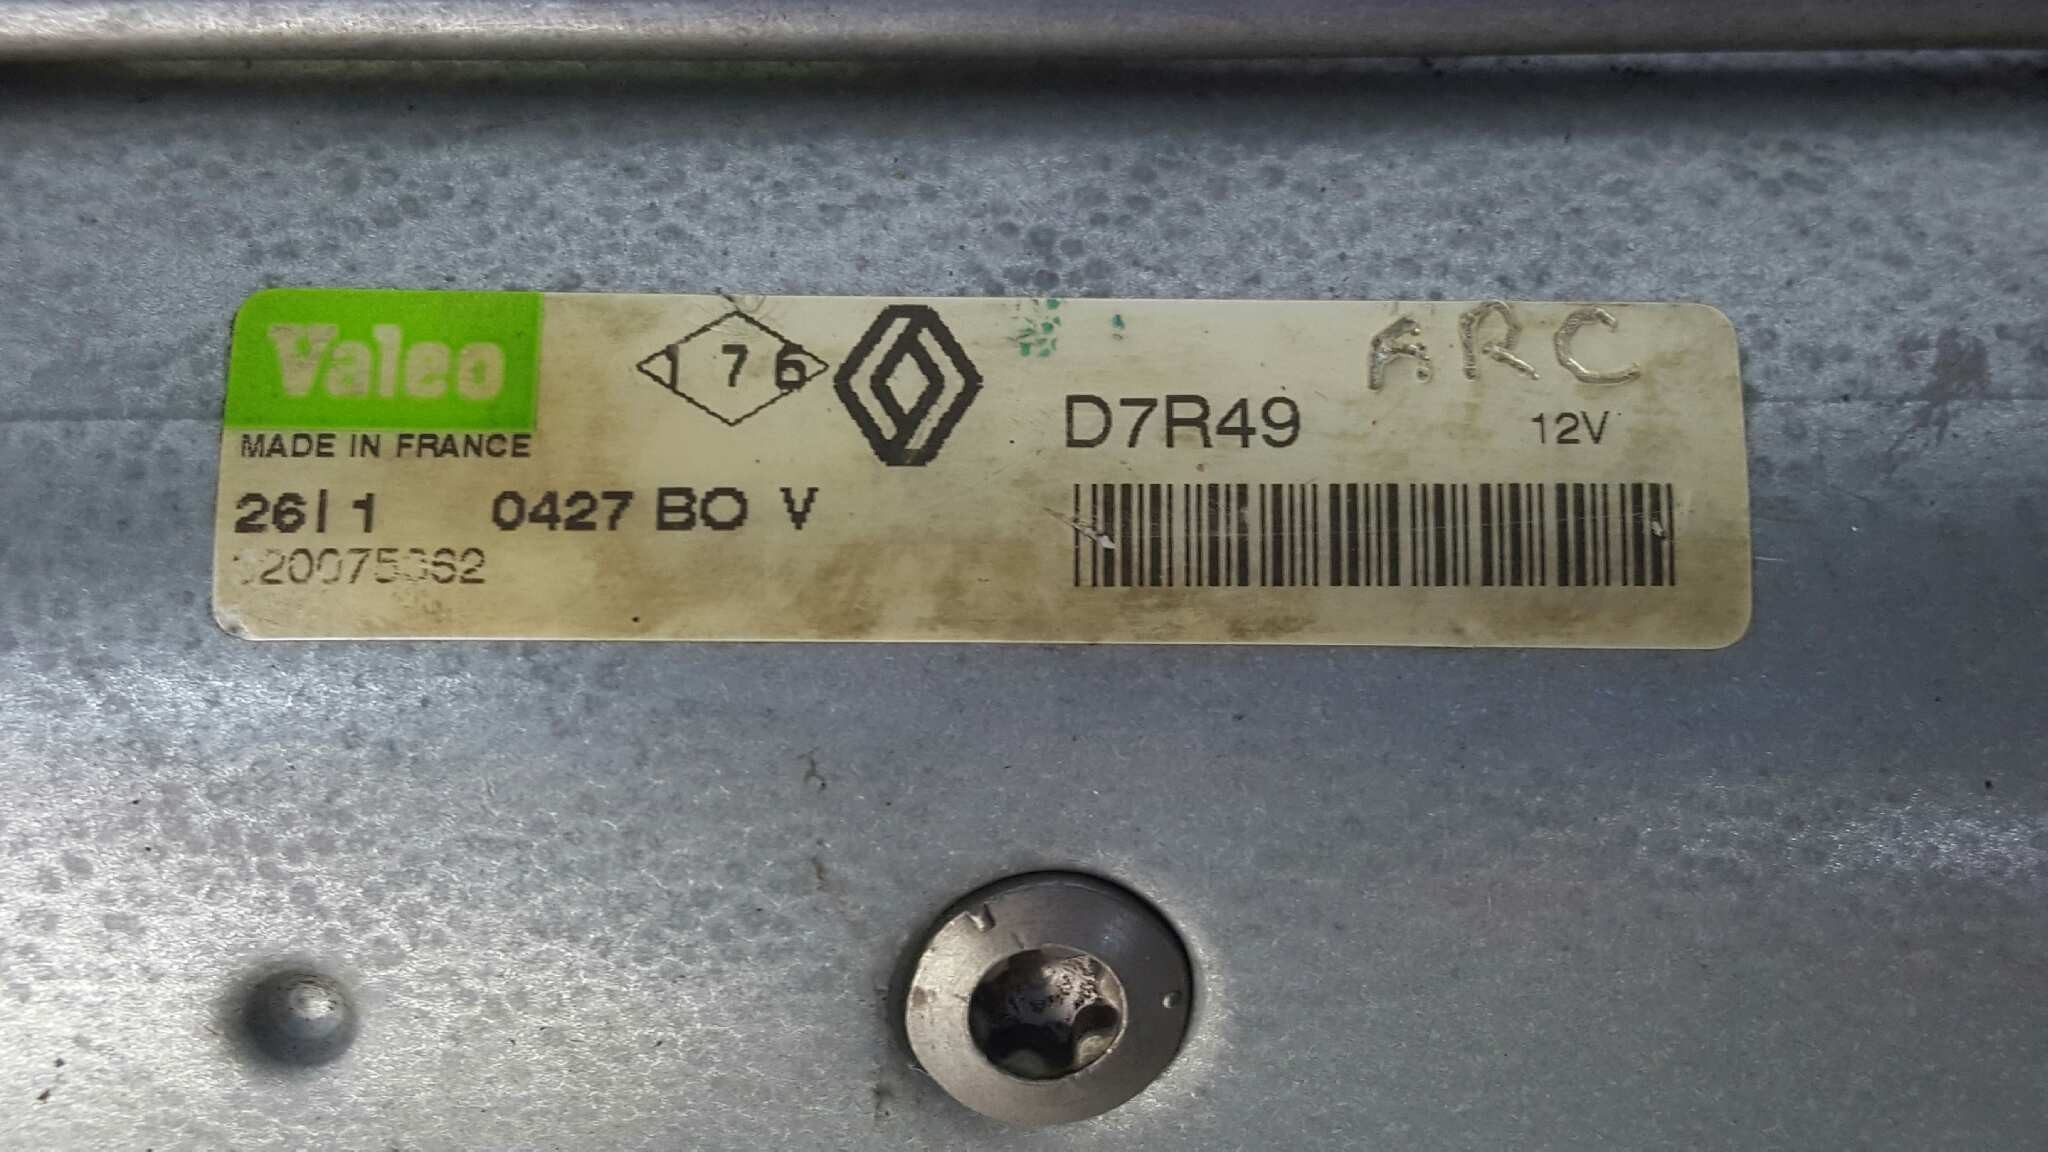 Valeo
176
ARC
D7R49
12V
MADE IN FRANCE
26/1 0427 BO V